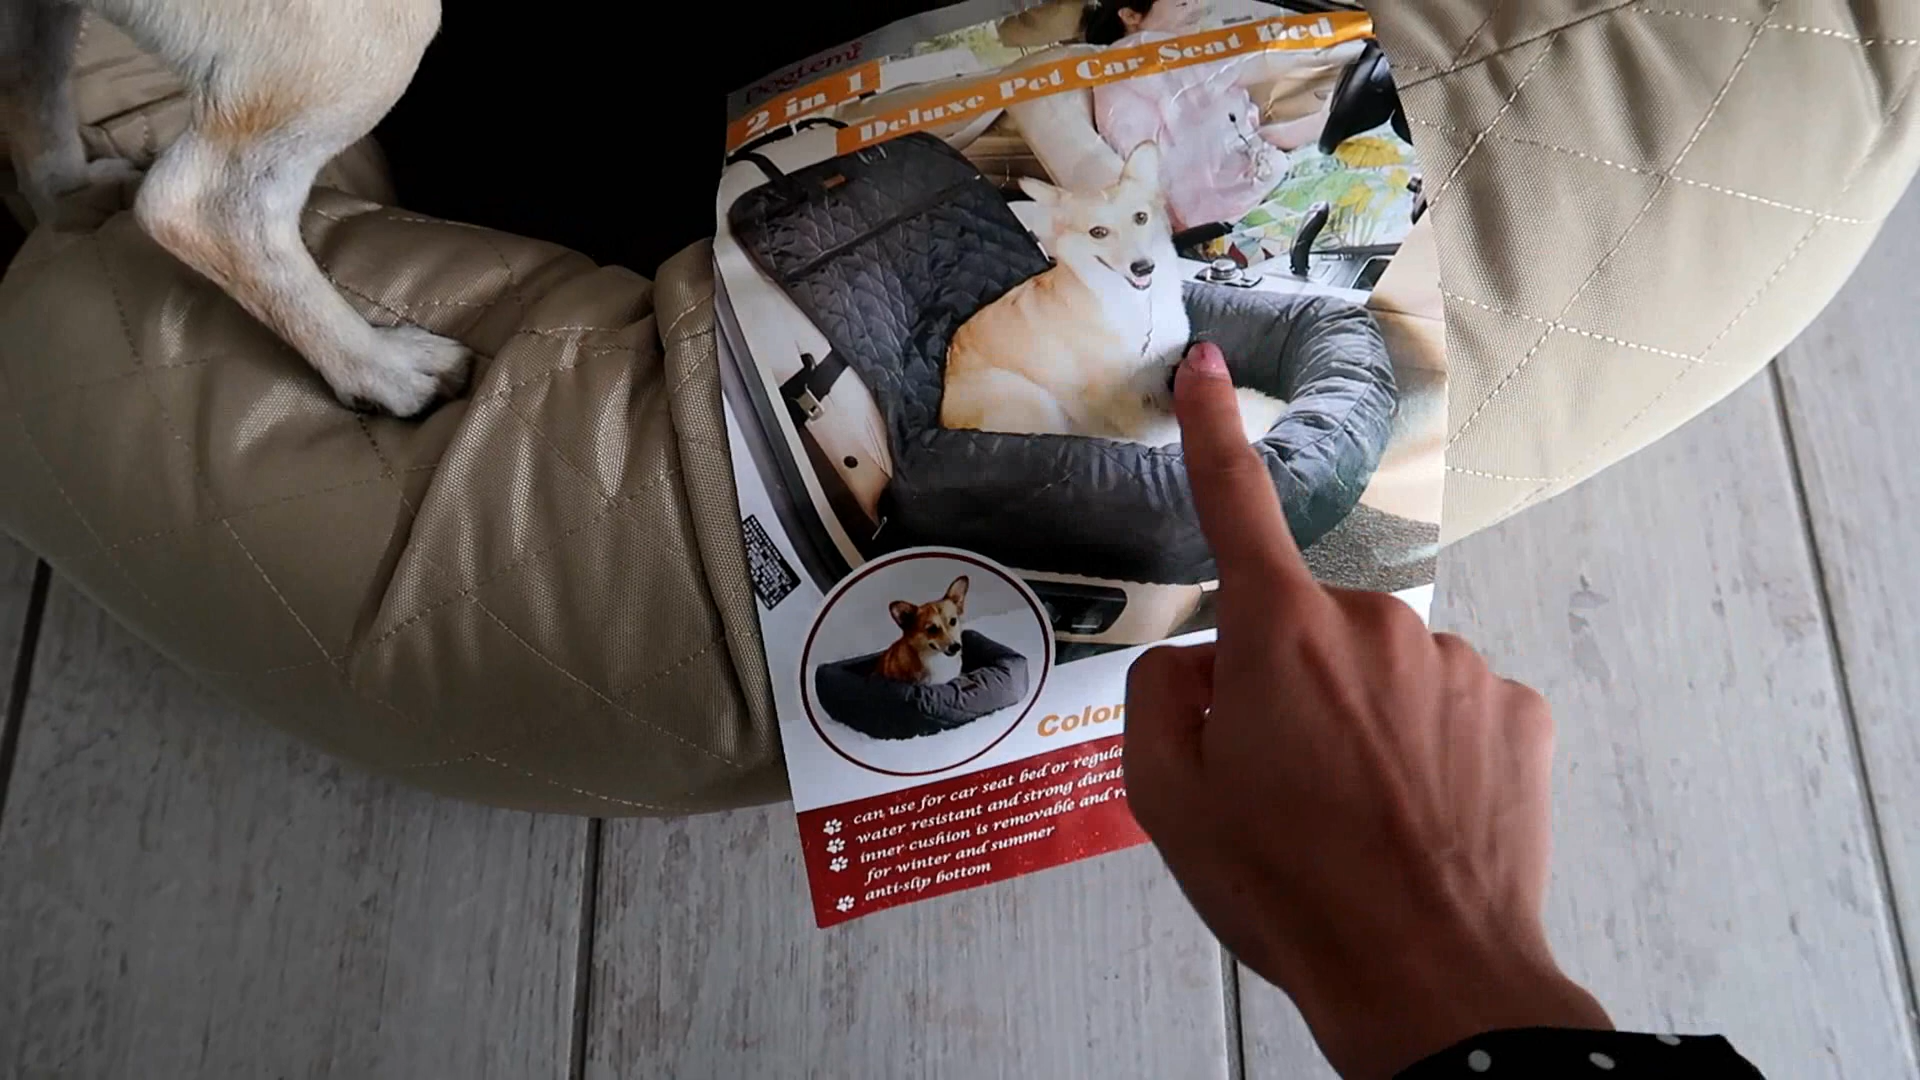 2 in 1
Deluxe Pet Car Seat Bed
Color
can use for car seat bed or regula
water resistant and strong durab
inner cushion is removable and re
for winter and summer
anti-slip bottom